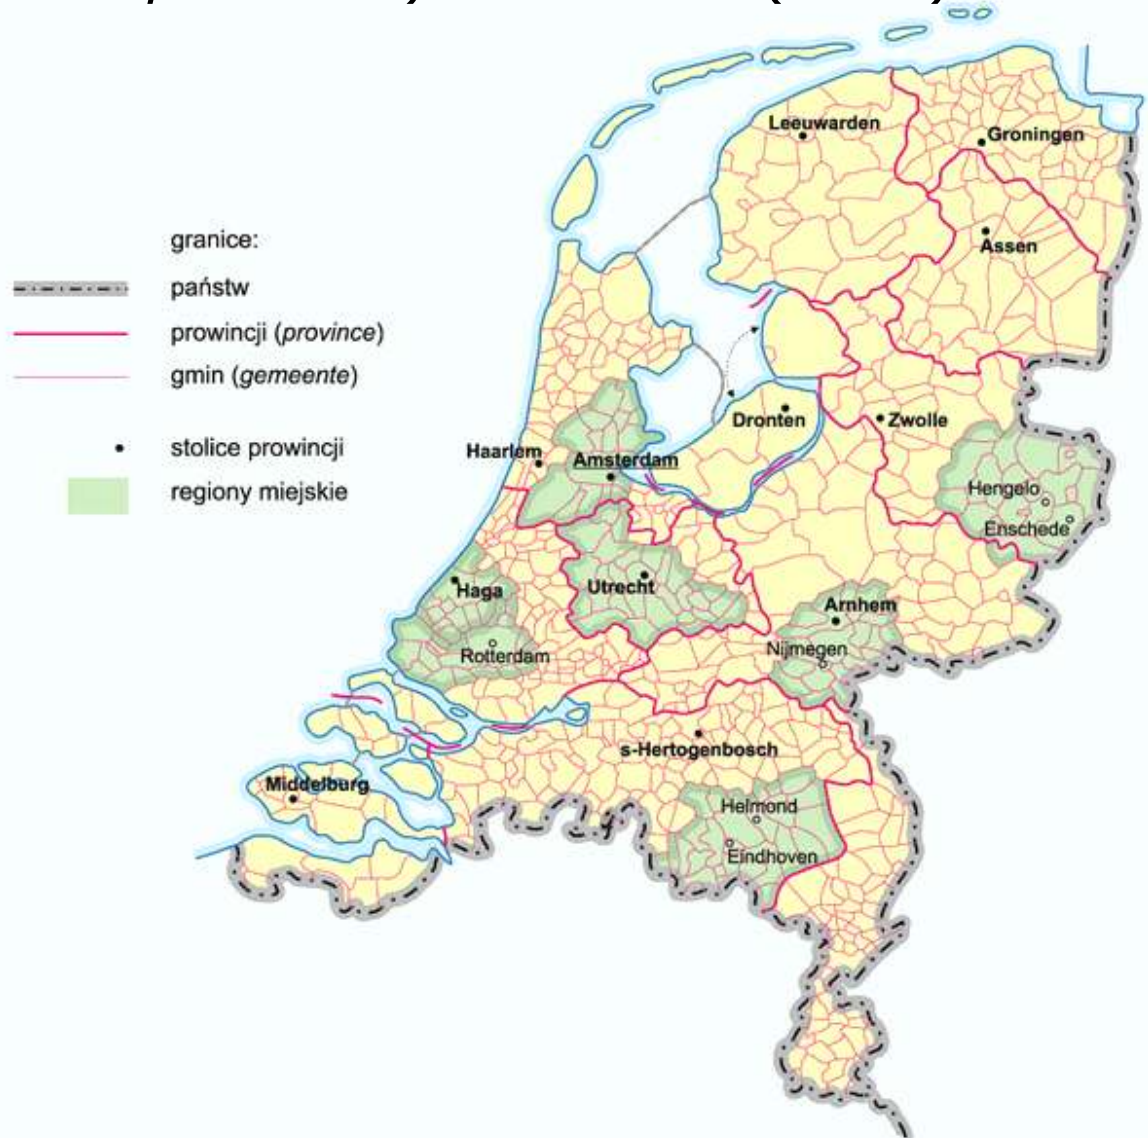 granice:
państw
prowincji (province)
gmin (gemeente)
stolice prowincji
regiony miejskie
Leeuwarden
Groningen
Assen
Dronten
Zwolle
Haarlem
Amsterdam
Hengelo
Enschede
Haga
Utrecht
Arnhem
Rotterdam
Nijmegen
s-Hertogenbosch
Middelburg
Helmond
Eindhoven